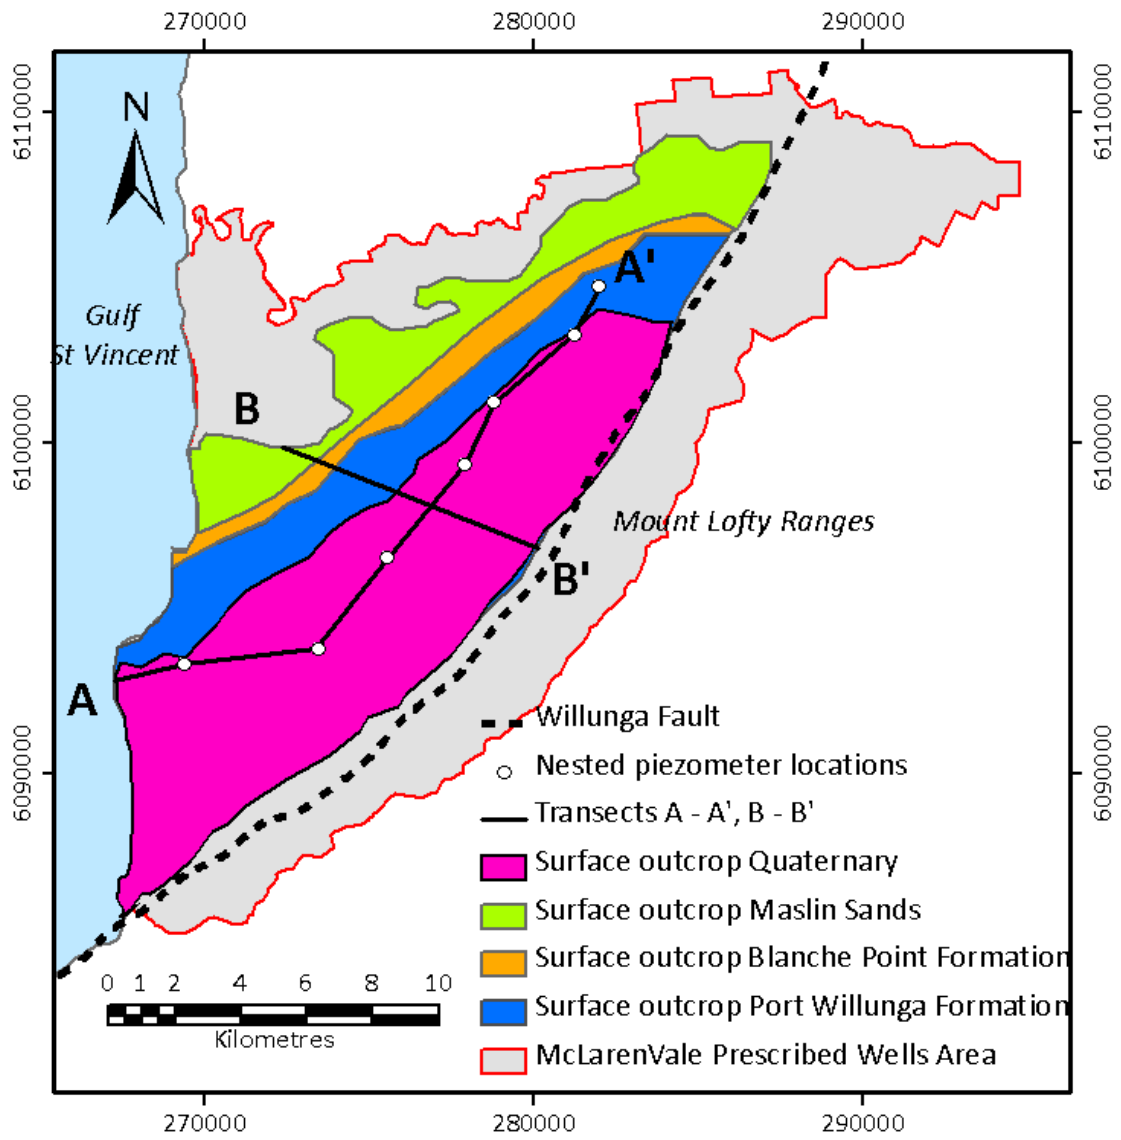 270000
280000
290000
6110000
6110000
N
A'
Gulf
St Vincent
B
6100000
6100000
Mount Lofty Ranges
B'
A
Willunga Fault
6090000
6090000
Nested piezometer locations
Transects A - A', B - B'
Surface outcrop Quaternary
Surface outcrop Maslin Sands
Surface outcrop Blanche Point Formation
Surface outcrop Port Willunga Formation
McLarenVale Prescribed Wells Area
0 1 2 4 6 8 10
Kilometres
270000
280000
290000